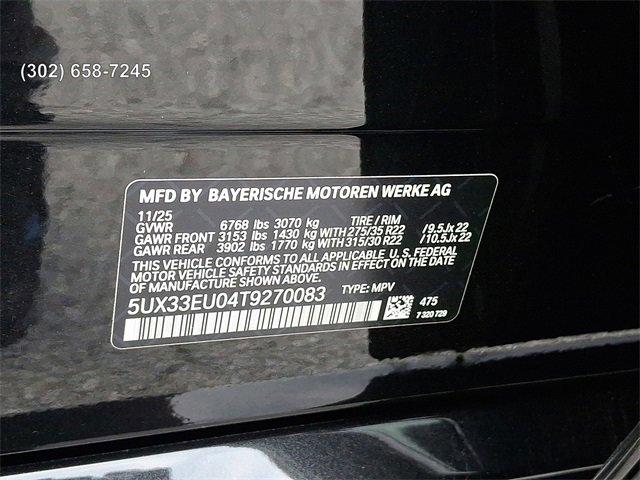 (302) 658-7245
MFD BY BAYERISCHE MOTOREN WERKE AG
11/25
GVWR 6768 lbs 3070 kg TIRE / RIM
GAWR FRONT 3153 lbs 1430 kg WITH 275/35 R22 /9.5Jx22
GAWR REAR 3902 lbs 1770 kg WITH 315/30 R22 /10.5Jx22
THIS VEHICLE CONFORMS TO ALL APPLICABLE U.S. FEDERAL
MOTOR VEHICLE SAFETY STANDARDS IN EFFECT ON THE DATE
OF MANUFACTURE SHOWN ABOVE.
5UX33EU04T9270083 TYPE: MPV
475
7 320 729